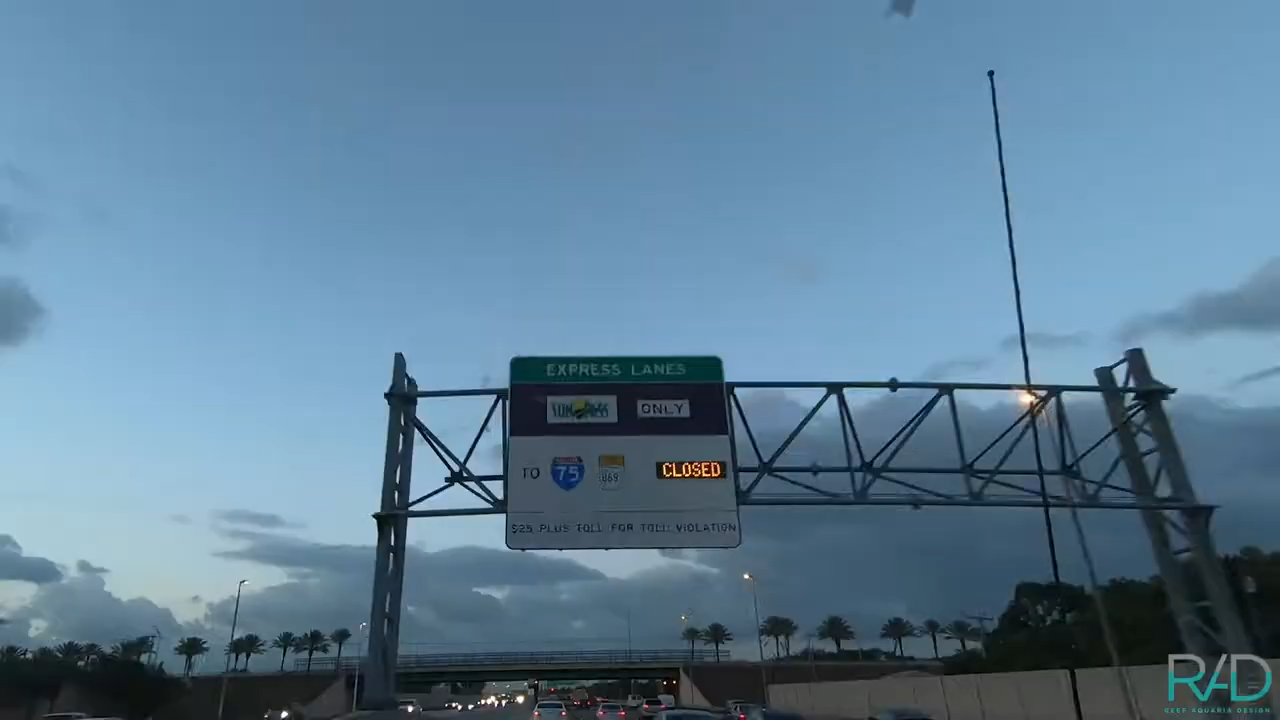 EXPRESS LANES
SUNPASS ONLY
TO 75 869 CLOSED
$25 PLUS TOLL FOR TOLL VIOLATION
RAD
REEF AQUARIA DESIGN